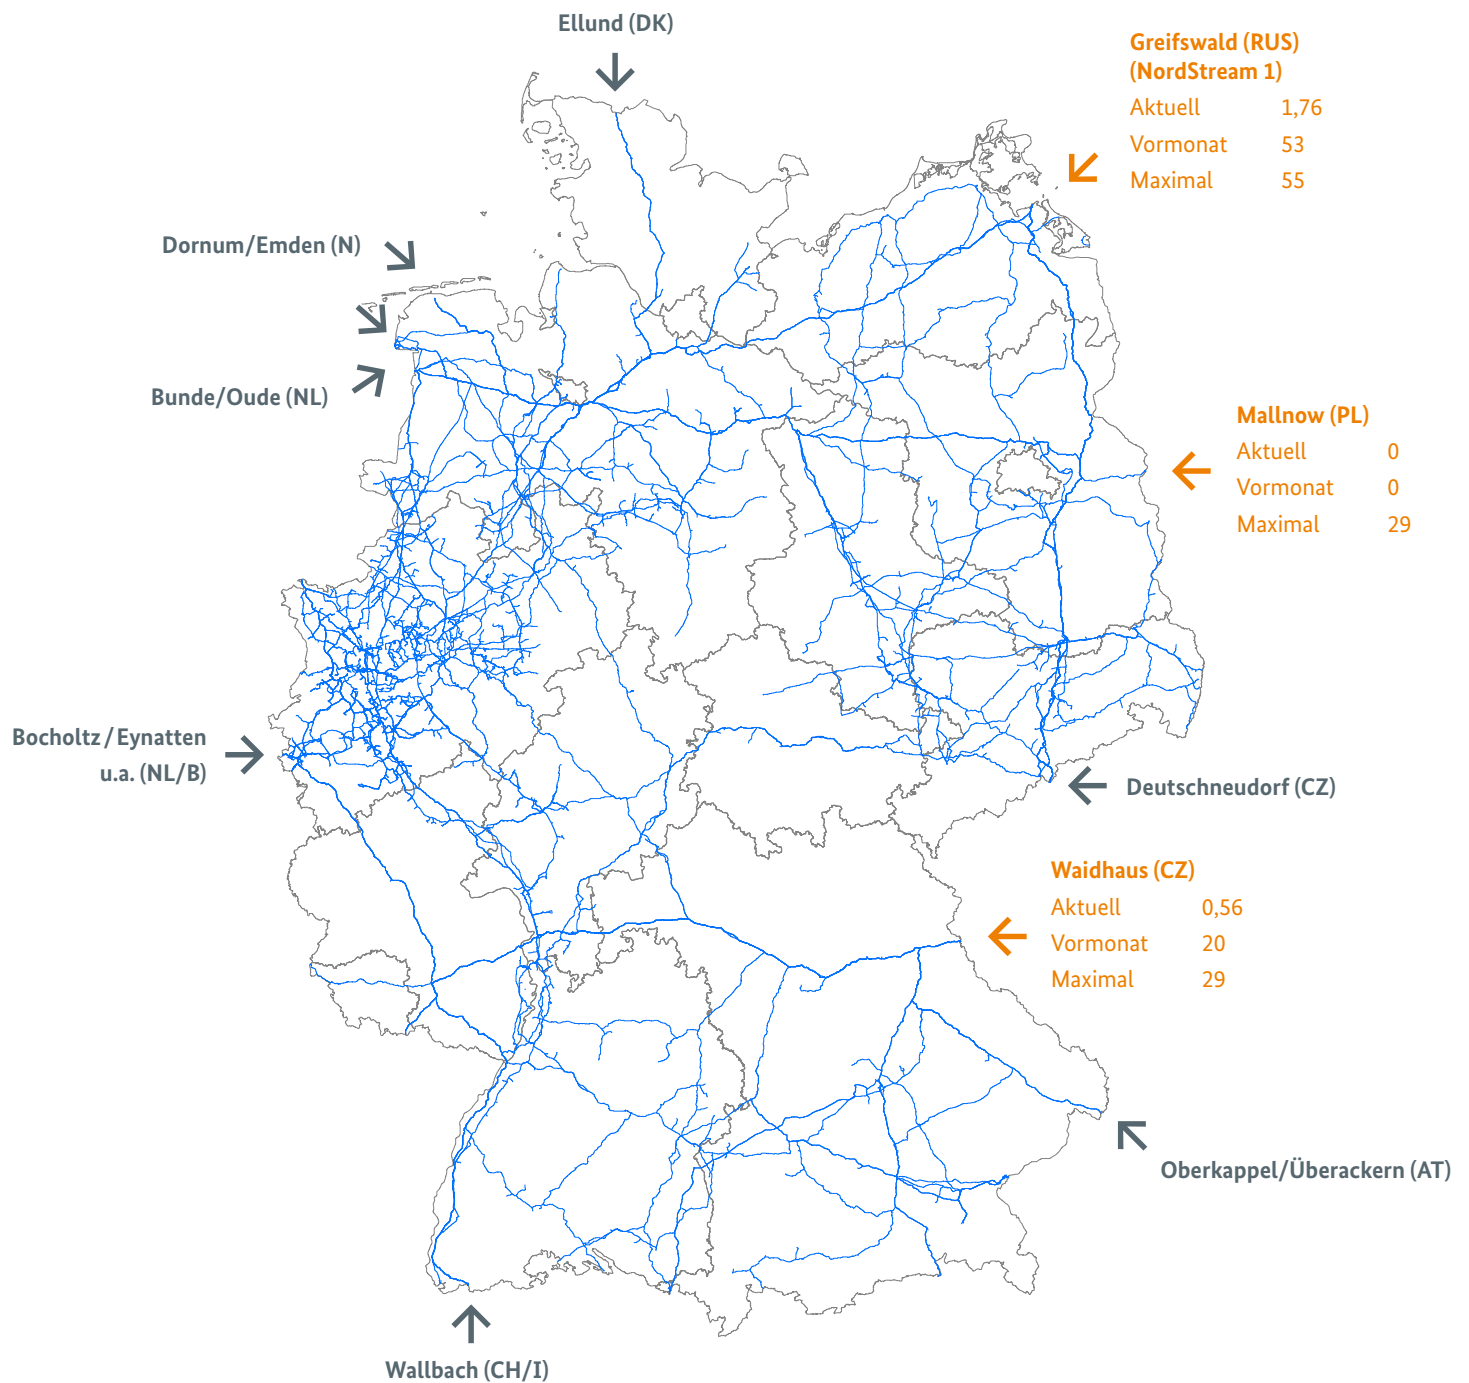 Ellund (DK)
Greifswald (RUS)
(NordStream 1)
Aktuell 1,76
Vormonat 53
Maximal 55
Dornum/Emden (N)
Bunde/Oude (NL)
Mallnow (PL)
Aktuell 0
Vormonat 0
Maximal 29
Bocholtz / Eynatten
u.a. (NL/B)
Deutschneudorf (CZ)
Waidhaus (CZ)
Aktuell 0,56
Vormonat 20
Maximal 29
Oberkappel/Überackern (AT)
Wallbach (CH/I)